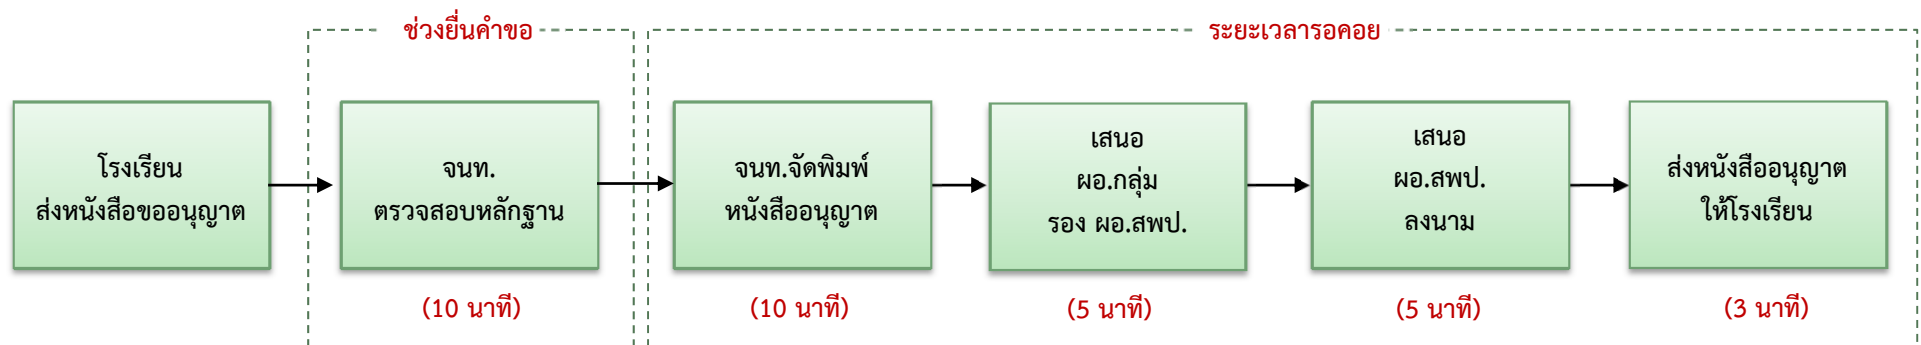 ช่วงยื่นคำขอ
ระยะเวลารอคอย
โรงเรียน
ส่งหนังสือขออนุญาต
จนท.
ตรวจสอบหลักฐาน
จนท.จัดพิมพ์
หนังสืออนุญาต
เสนอ
ผอ.กลุ่ม
รอง ผอ.สพป.
เสนอ
ผอ.สพป.
ลงนาม
ส่งหนังสืออนุญาต
ให้โรงเรียน
(10 นาที)
(10 นาที)
(5 นาที)
(5 นาที)
(3 นาที)